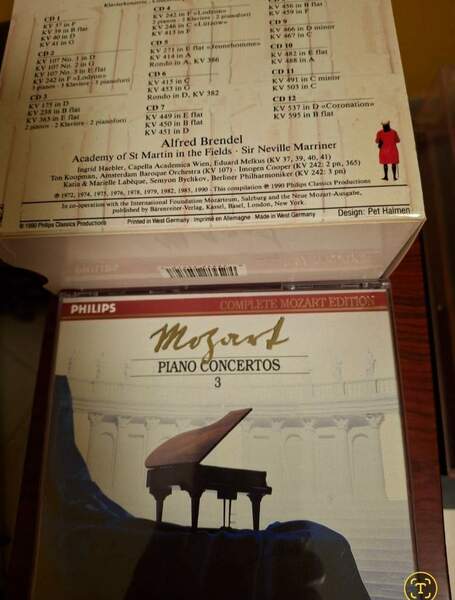 Klavierkonzerte
CD 1
KV 37 in F
KV 39 in B flat
KV 40 in D
KV 41 in G
CD 2
KV 107 No. 1 in D
KV 107 No. 2 in G
KV 107 No. 3 in E flat
KV 242 in F «Lodron»
3 pianos - 3 Klaviere - 3 pianoforti
CD 3
KV 175 in D
KV 238 in B flat
KV 365 in E flat
2 pianos - 2 Klaviere - 2 pianoforti
CD 4
KV 242 in F «Lodron»
2 pianos - 2 Klaviere - 2 pianoforti
KV 246 in C «Lützow»
KV 413 in F
CD 5
KV 271 in E flat «Jeunehomme»
KV 414 in A
Rondo in A, KV 386
CD 6
KV 415 in C
KV 453 in G
Rondo in D, KV 382
CD 7
KV 449 in E flat
KV 450 in B flat
KV 451 in D
KV 456 in B flat
KV 459 in F
CD 9
KV 466 in D minor
KV 467 in C
CD 10
KV 482 in E flat
KV 488 in A
CD 11
KV 491 in C minor
KV 503 in C
CD 12
KV 537 in D «Coronation»
KV 595 in B flat
Alfred Brendel
Academy of St Martin in the Fields · Sir Neville Marriner
Ingrid Haebler, Capella Academica Wien, Eduard Melkus (KV 37, 39, 40, 41)
Ton Koopman, Amsterdam Baroque Orchestra (KV 107) · Imogen Cooper (KV 242: 2 pn, 365)
Katia & Marielle Labèque, Semyon Bychkov, Berliner Philharmoniker (KV 242: 3 pn)
℗ 1972, 1974, 1975, 1976, 1978, 1979, 1982, 1985, 1990 · This compilation ℗ 1990 Philips Classics Productions
In co-operation with the International Foundation Mozarteum, Salzburg and the Neue Mozart-Ausgabe,
published by Bärenreiter-Verlag, Kassel, Basel, London, New York
© 1990 Philips Classics Productions
Printed in West Germany Imprimé en Allemagne Made in West Germany
Design: Pet Halmen
PHILIPS
COMPLETE MOZART EDITION
Mozart
PIANO CONCERTOS
3